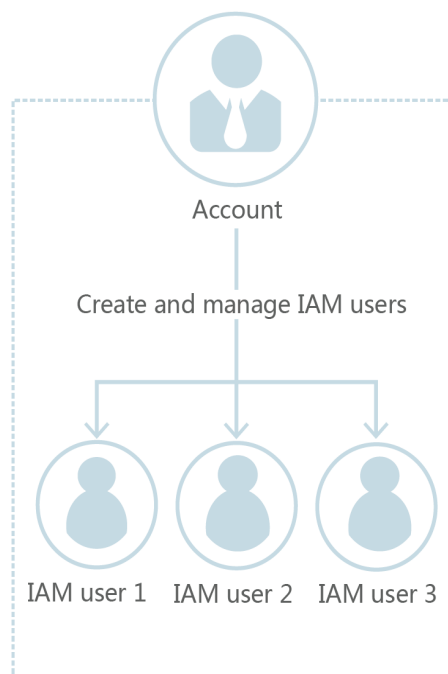 Account
Create and manage IAM users
IAM user 1
IAM user 2
IAM user 3